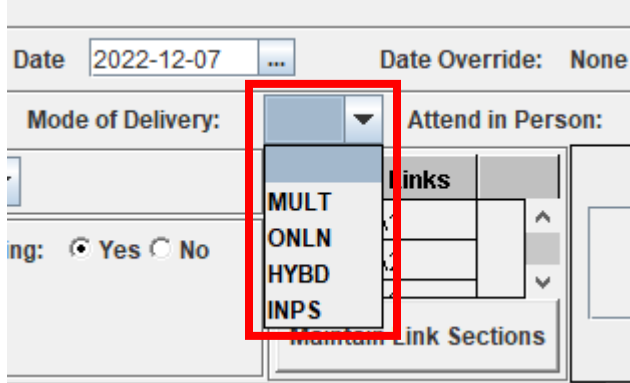 Date 2022-12-07 ... Date Override: None
Mode of Delivery: Attend in Person:
Links
MULT
ONLN
ing: Yes No
HYBD
INPS
Maintain Link Sections